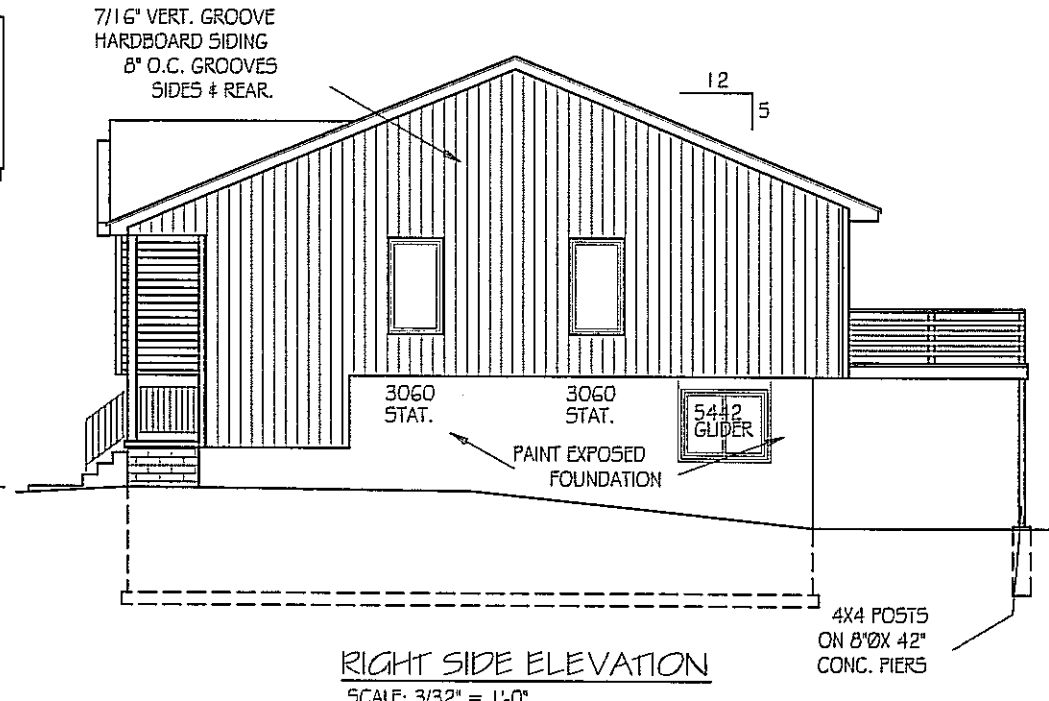 7/16" VERT. GROOVE
HARDBOARD SIDING
8" O.C. GROOVES
SIDES & REAR.
12
5
3060
STAT.
3060
STAT.
5442
GLIDER
PAINT EXPOSED
FOUNDATION
4X4 POSTS
ON 8"ØX 42"
CONC. PIERS
RIGHT SIDE ELEVATION
SCALE: 3/32" = 1'-0"